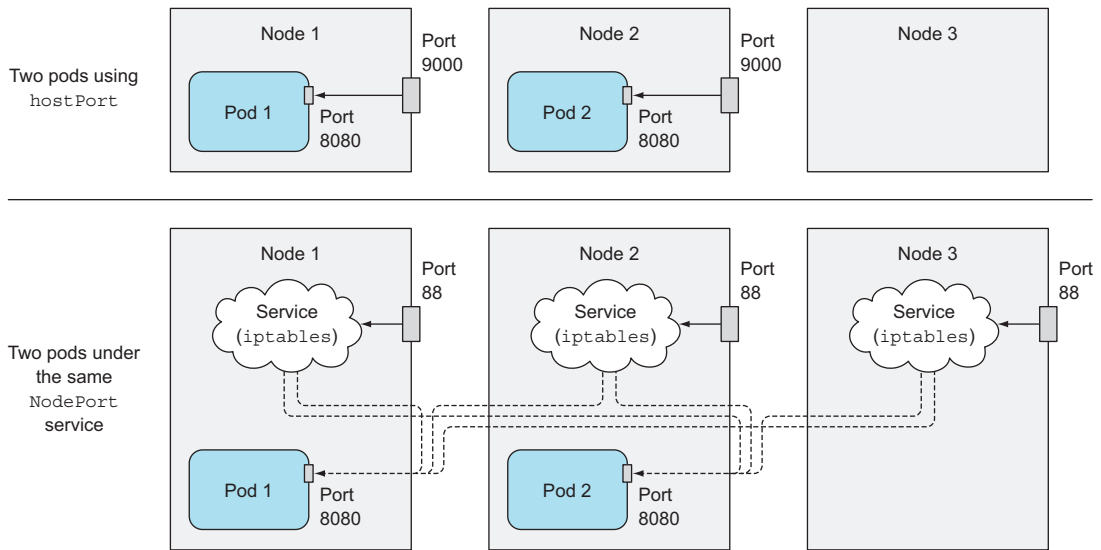 Two pods using
hostPort
Node 1
Port
9000
Pod 1
Port
8080
Node 2
Port
9000
Pod 2
Port
8080
Node 3
Two pods under
the same
NodePort
service
Node 1
Port
88
Service
(iptables)
Pod 1
Port
8080
Node 2
Port
88
Service
(iptables)
Pod 2
Port
8080
Node 3
Port
88
Service
(iptables)